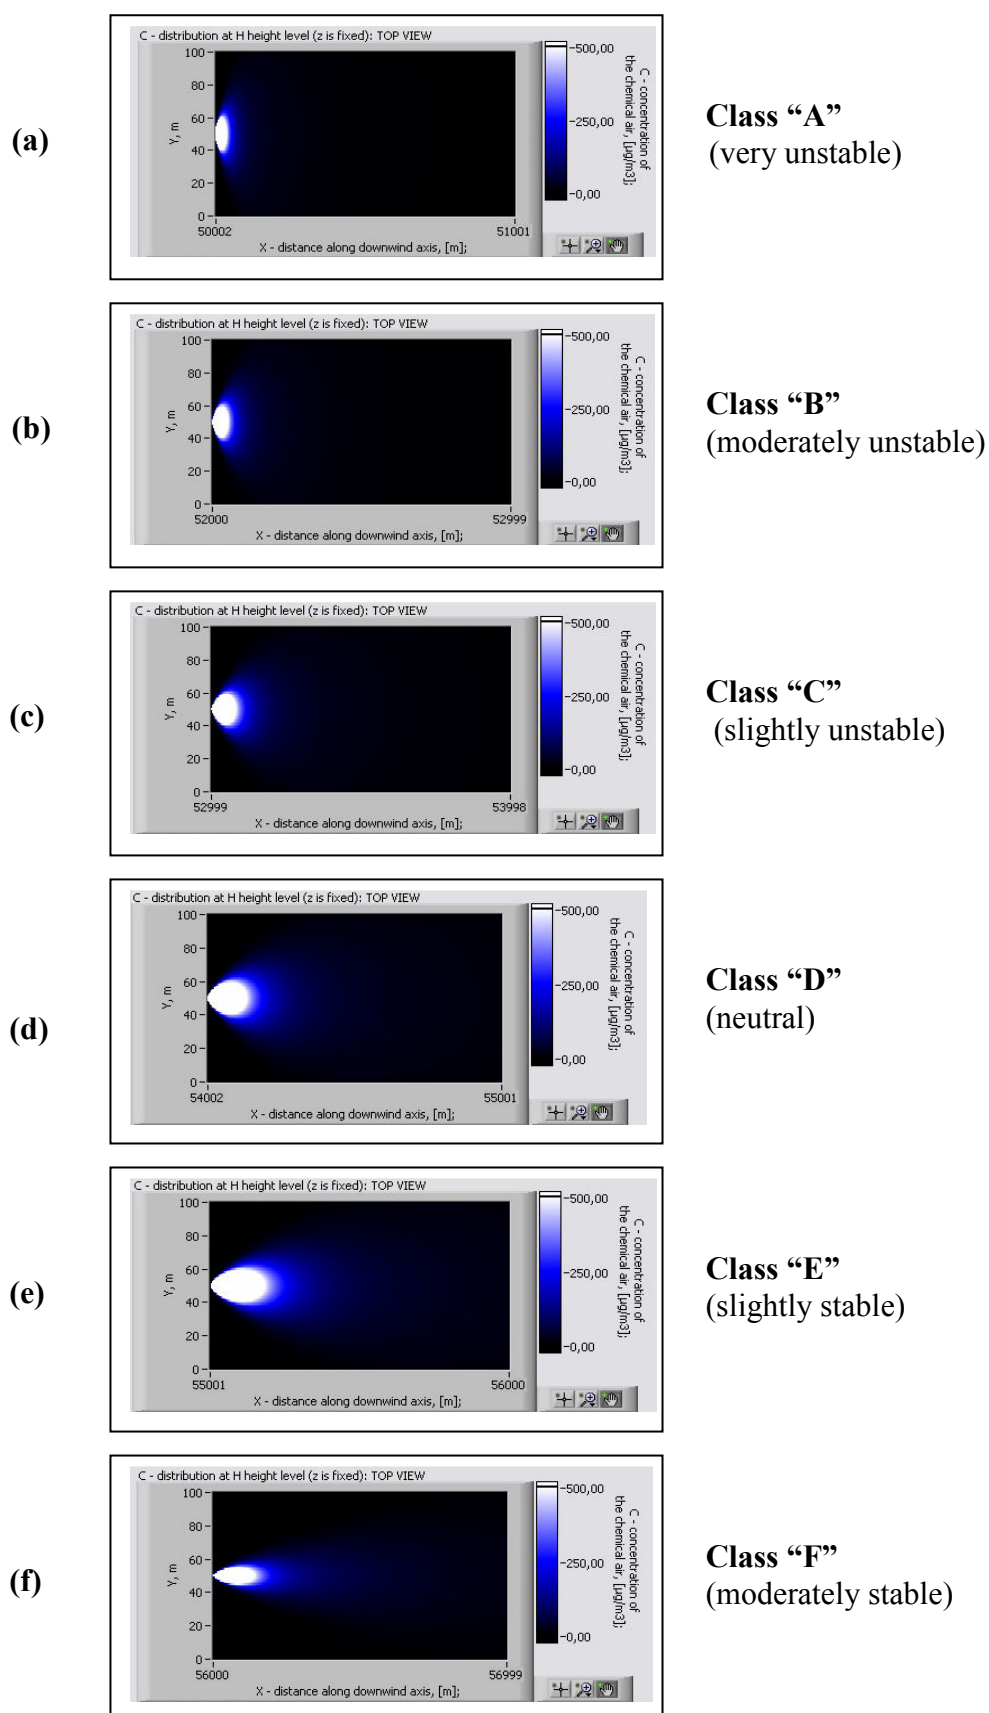 (a)
C - distribution at H height level (z is fixed): TOP VIEW
100
80
60
40
20
0
Y, m
50002
51001
X - distance along downwind axis, [m];
500,00
250,00
0,00
C - concentration of
the chemical air, [µg/m3];
Class “A”
(very unstable)
(b)
C - distribution at H height level (z is fixed): TOP VIEW
100
80
60
40
20
0
Y, m
52000
52999
X - distance along downwind axis, [m];
500,00
250,00
0,00
C - concentration of
the chemical air, [µg/m3];
Class “B”
(moderately unstable)
(c)
C - distribution at H height level (z is fixed): TOP VIEW
100
80
60
40
20
0
Y, m
52999
53998
X - distance along downwind axis, [m];
500,00
250,00
0,00
C - concentration of
the chemical air, [µg/m3];
Class “C”
(slightly unstable)
(d)
C - distribution at H height level (z is fixed): TOP VIEW
100
80
60
40
20
0
Y, m
54002
55001
X - distance along downwind axis, [m];
500,00
250,00
0,00
C - concentration of
the chemical air, [µg/m3];
Class “D”
(neutral)
(e)
C - distribution at H height level (z is fixed): TOP VIEW
100
80
60
40
20
0
Y, m
55001
56000
X - distance along downwind axis, [m];
500,00
250,00
0,00
C - concentration of
the chemical air, [µg/m3];
Class “E”
(slightly stable)
(f)
C - distribution at H height level (z is fixed): TOP VIEW
100
80
60
40
20
0
Y, m
56000
56999
X - distance along downwind axis, [m];
500,00
250,00
0,00
C - concentration of
the chemical air, [µg/m3];
Class “F”
(moderately stable)